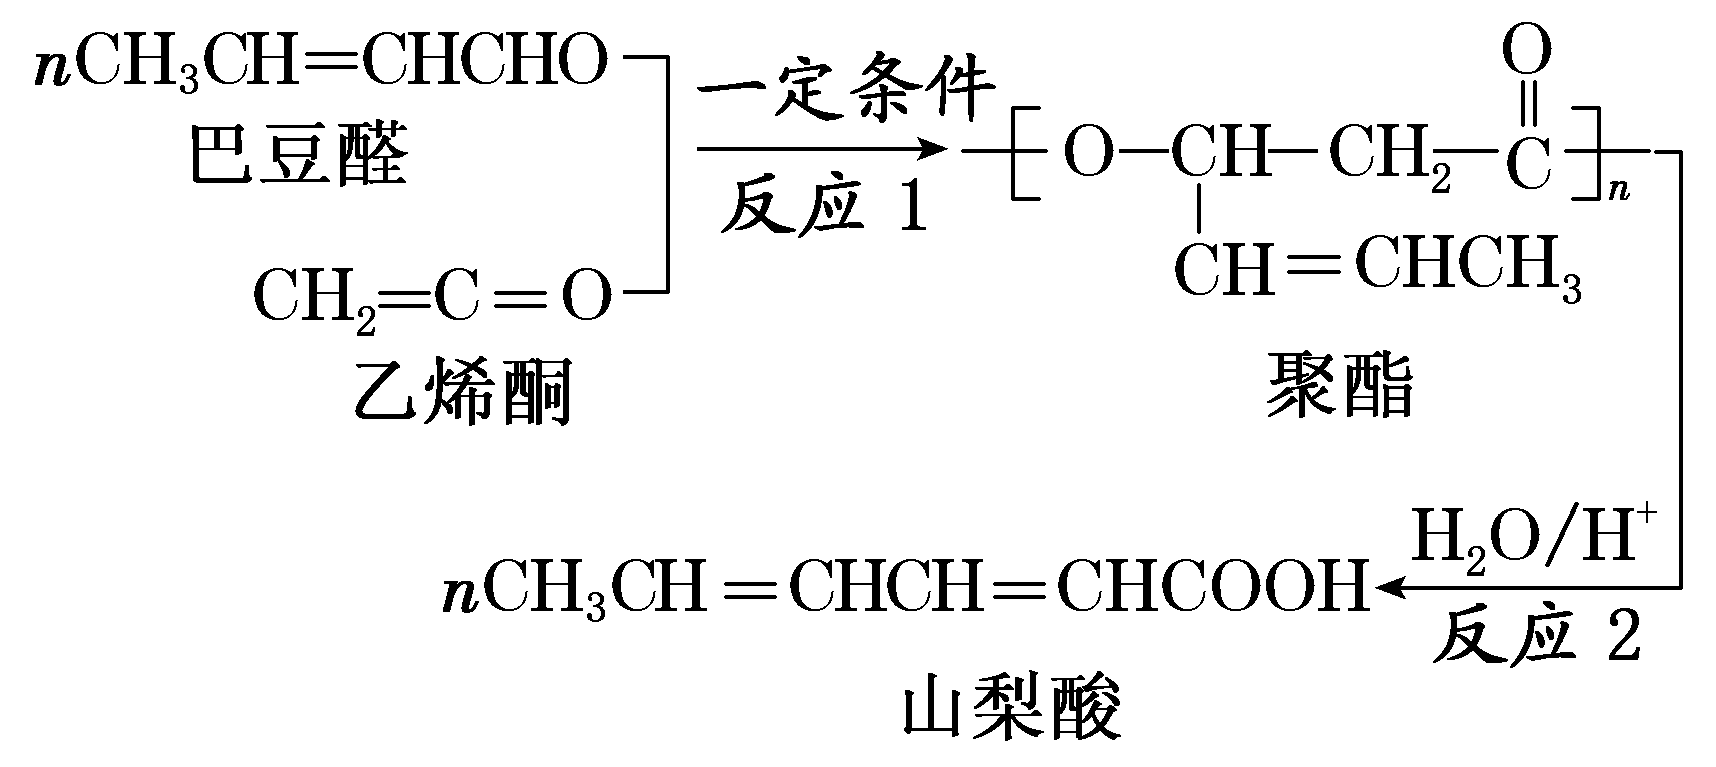 nCH₃CH=CHCHO
巴豆醛
CH₂=C=O
乙烯酮
一定条件
反应 1
O
[O—CH—CH₂—C]n
CH=CHCH₃
聚酯
H₂O/H⁺
反应 2
nCH₃CH=CHCH=CHCOOH
山梨酸